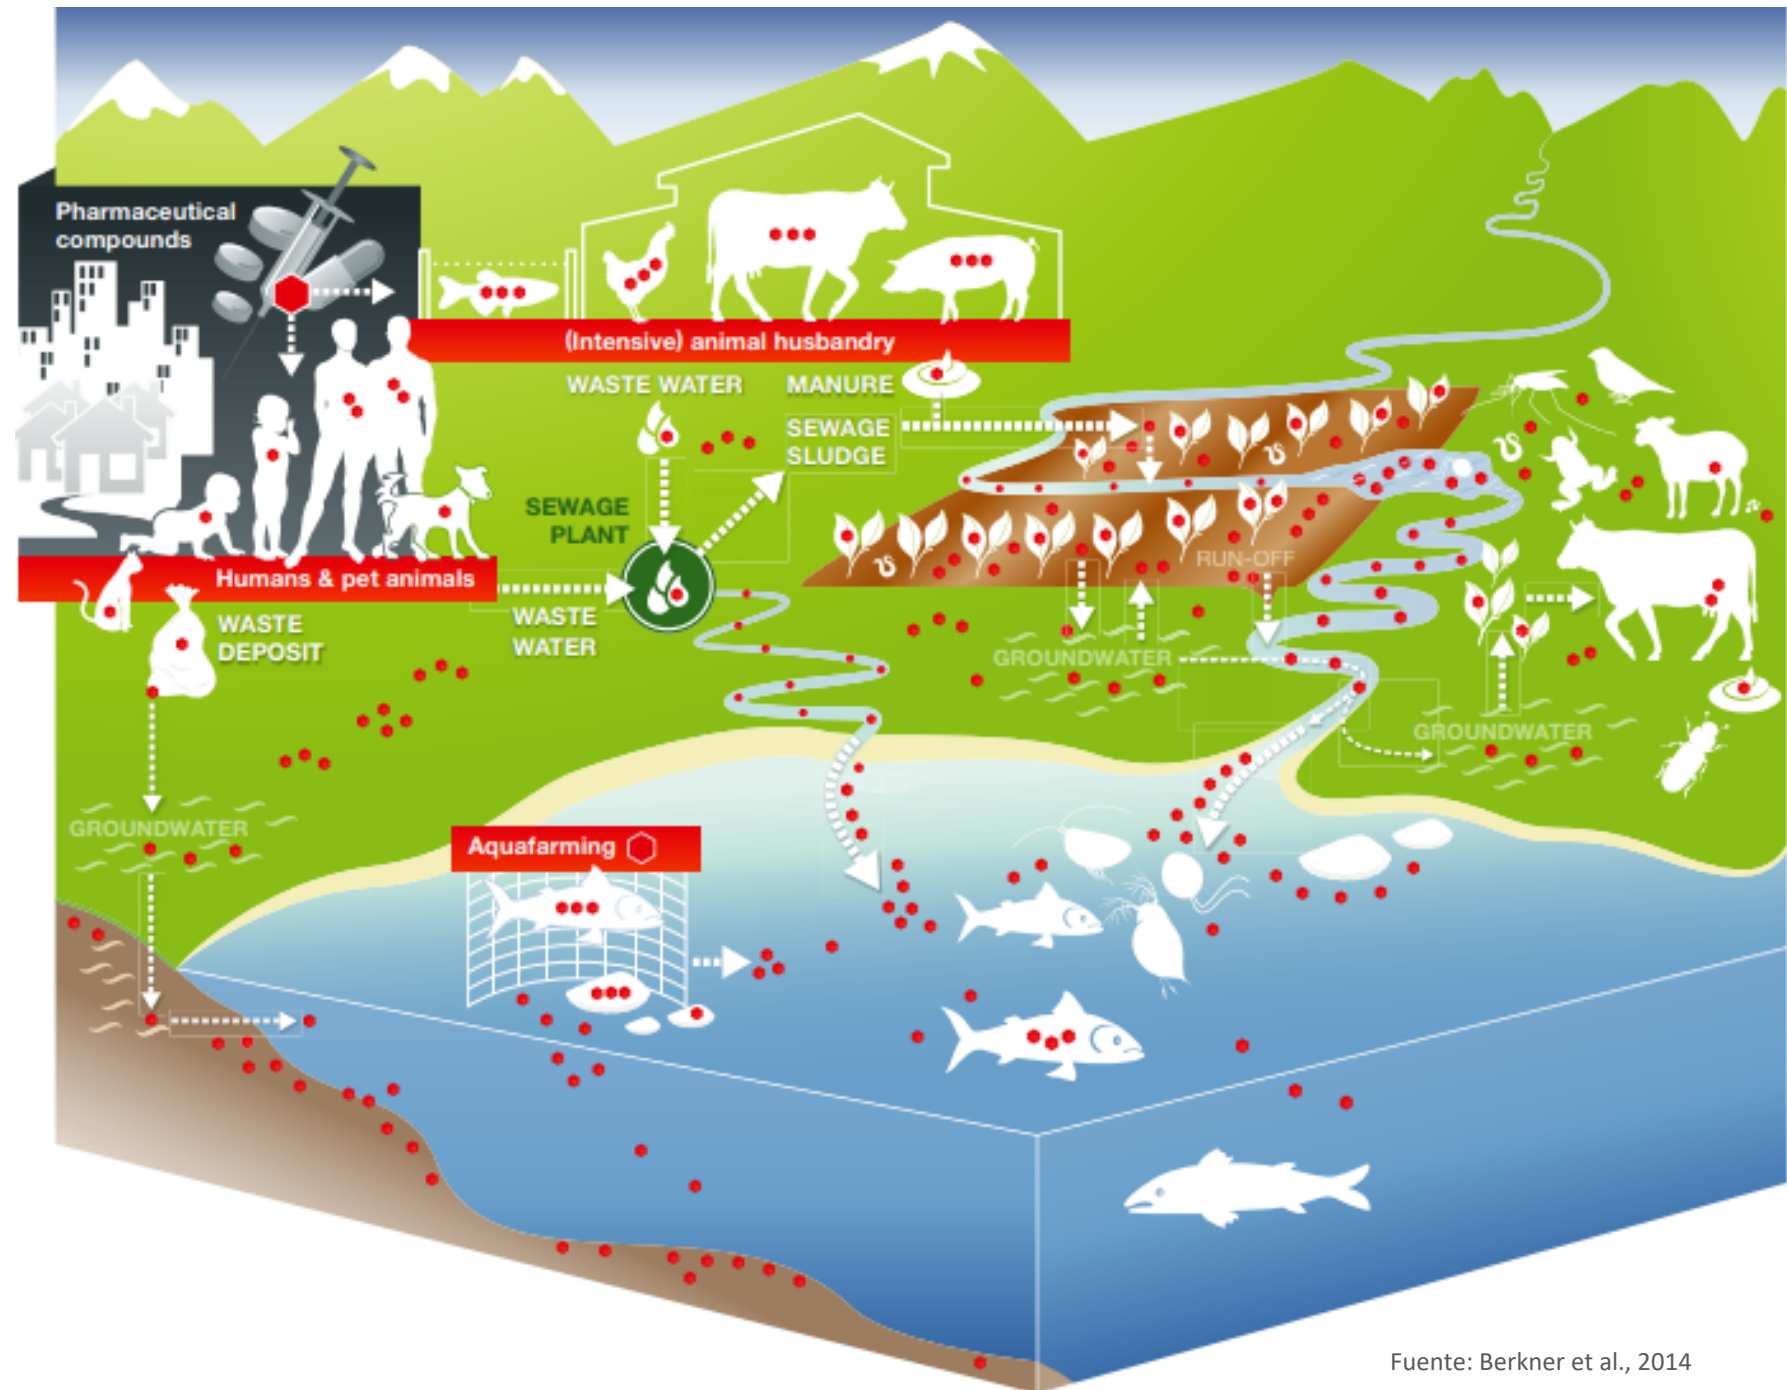 Pharmaceutical
compounds
(Intensive) animal husbandry
WASTE WATER
MANURE
SEWAGE
SLUDGE
SEWAGE
PLANT
Humans & pet animals
WASTE
DEPOSIT
WASTE
WATER
RUN-OFF
GROUNDWATER
GROUNDWATER
GROUNDWATER
Aquafarming
Fuente: Berkner et al., 2014